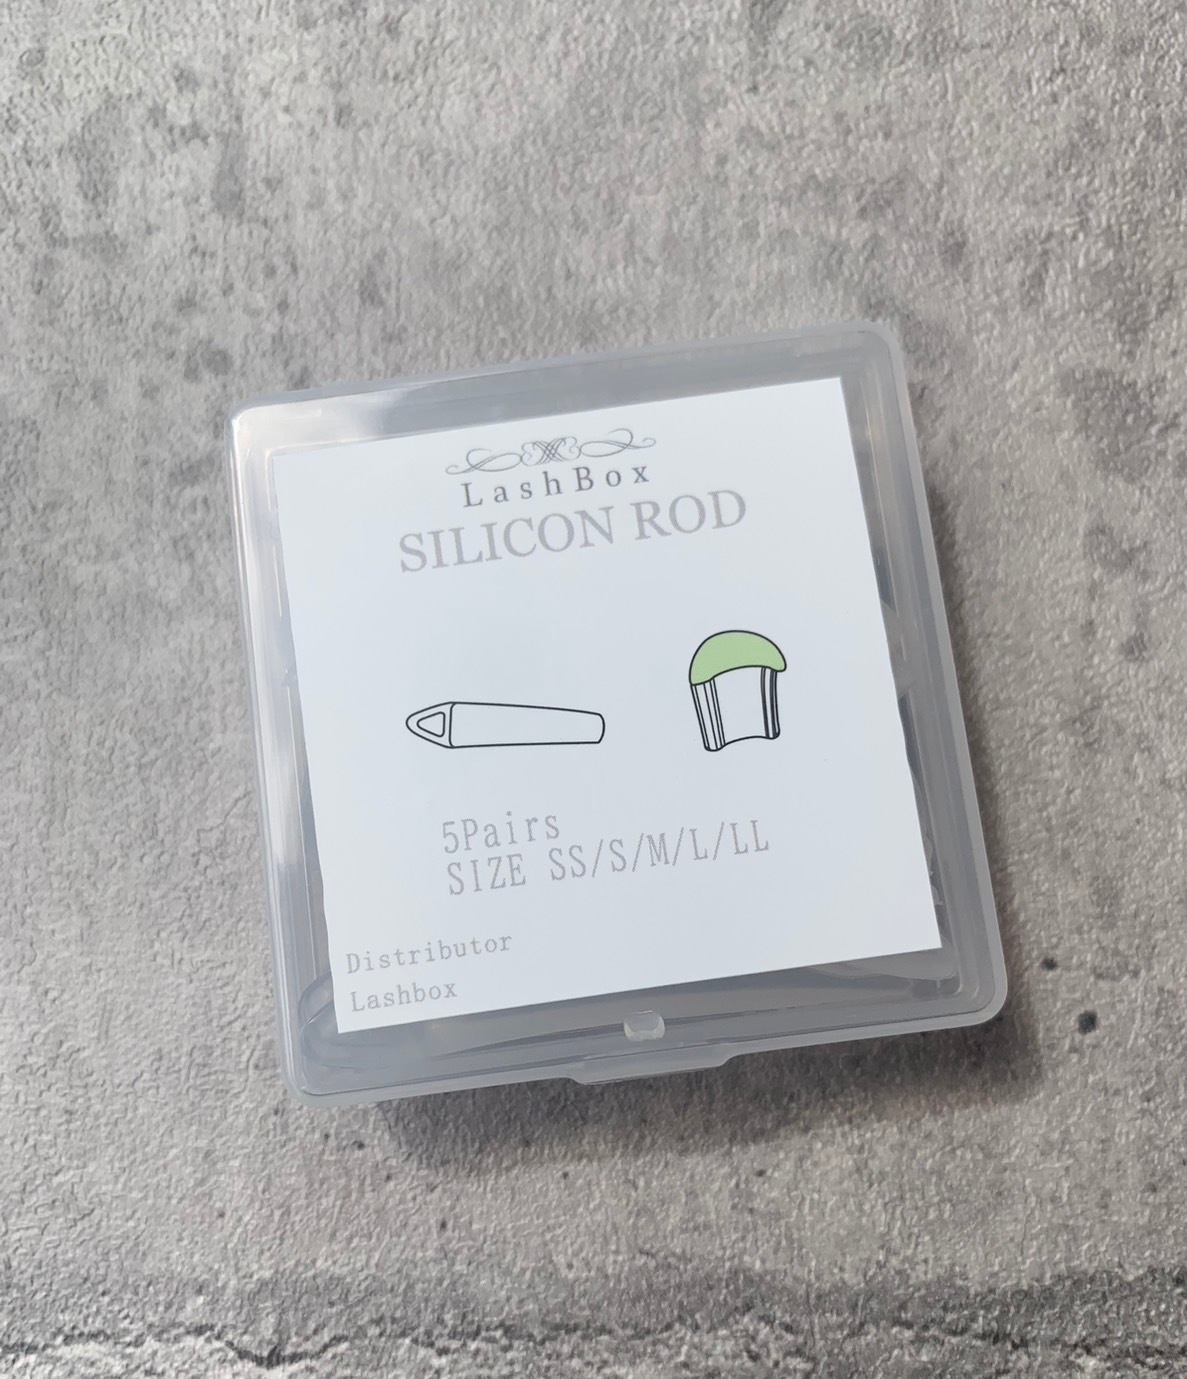 LashBox
SILICON ROD
5Pairs
SIZE SS/S/M/L/LL
Distributor
Lashbox